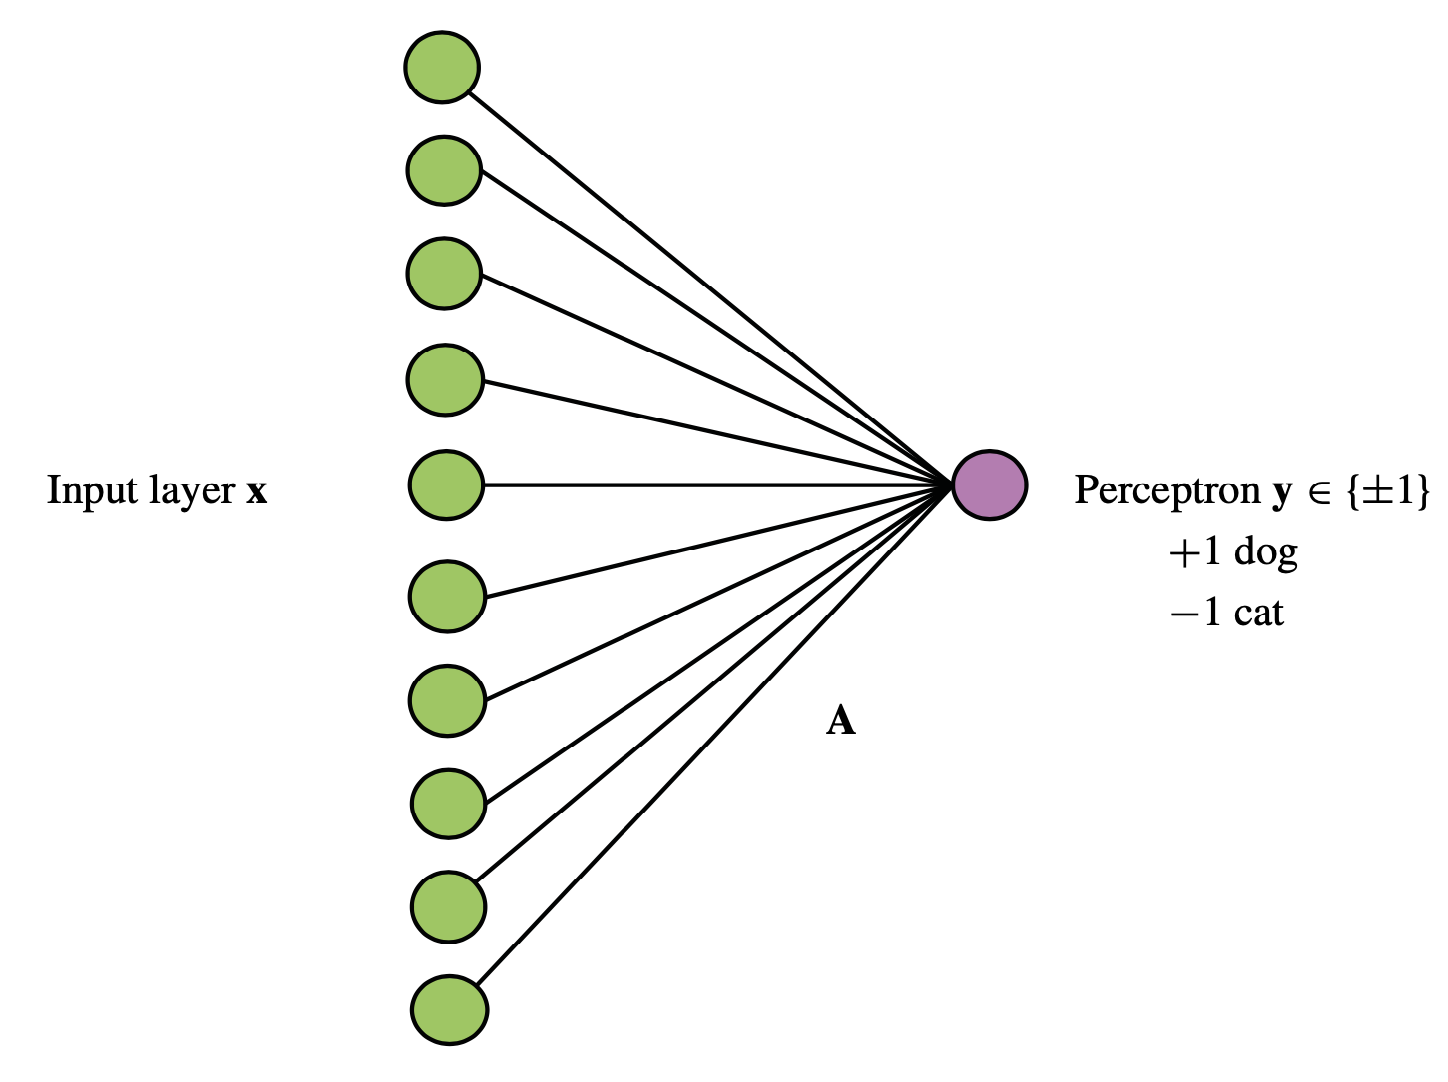 Input layer x
Perceptron y ∈ {±1}
+1 dog
−1 cat
A